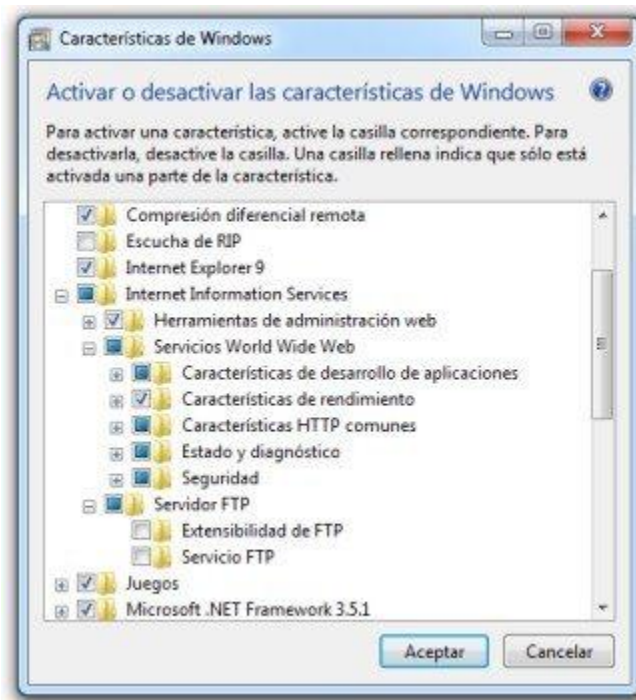 Características de Windows
Activar o desactivar las características de Windows
Para activar una característica, active la casilla correspondiente. Para
desactivarla, desactive la casilla. Una casilla rellena indica que sólo está
activada una parte de la característica.
Compresión diferencial remota
Escucha de RIP
Internet Explorer 9
Internet Information Services
Herramientas de administración web
Servicios World Wide Web
Características de desarrollo de aplicaciones
Características de rendimiento
Características HTTP comunes
Estado y diagnóstico
Seguridad
Servidor FTP
Extensibilidad de FTP
Servicio FTP
Juegos
Microsoft .NET Framework 3.5.1
Aceptar
Cancelar